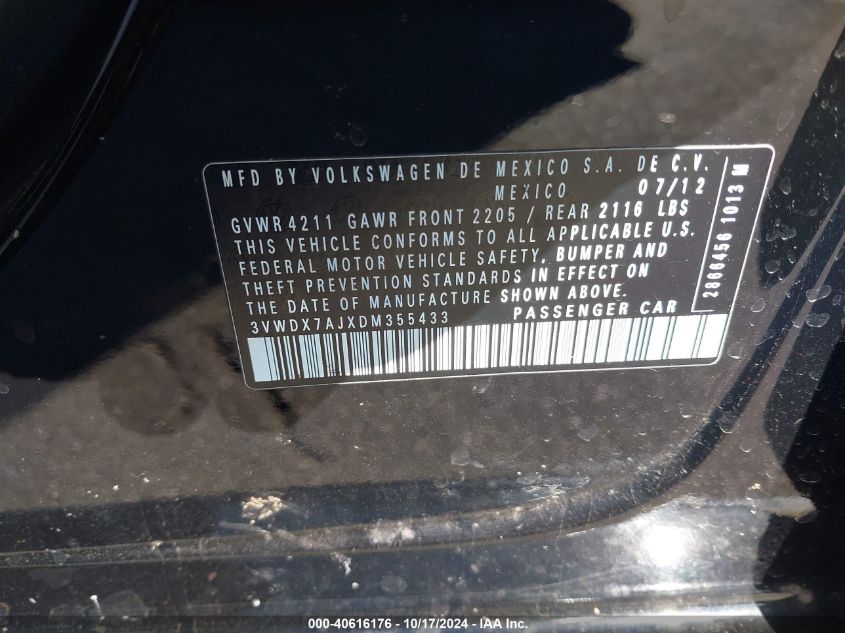 MFD BY VOLKSWAGEN DE MEXICO S.A. DE C.V.
MEXICO 07/12
GVWR 4211 GAWR FRONT 2205 / REAR 2116 LBS
THIS VEHICLE CONFORMS TO ALL APPLICABLE U.S.
FEDERAL MOTOR VEHICLE SAFETY, BUMPER AND
THEFT PREVENTION STANDARDS IN EFFECT ON
THE DATE OF MANUFACTURE SHOWN ABOVE.
3VWDX7AJXDM355433 PASSENGER CAR
2866456 1013 M
000-40616176 - 10/17/2024 - IAA Inc.